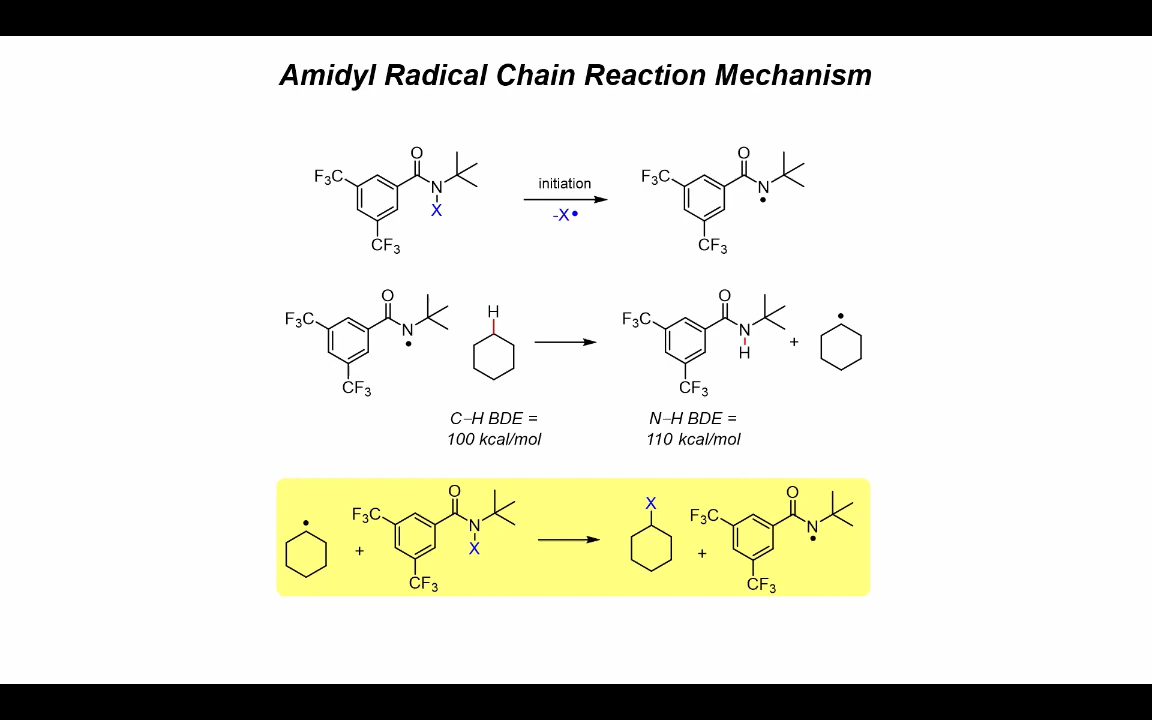 Amidyl Radical Chain Reaction Mechanism
O
F₃C
N
X
CF₃
initiation
-X•
O
F₃C
N
•
CF₃
O
F₃C
N
•
CF₃
H
O
F₃C
N
H
CF₃
+
•
C–H BDE =
100 kcal/mol
N–H BDE =
110 kcal/mol
•
+
O
F₃C
N
X
CF₃
X
+
O
F₃C
N
•
CF₃